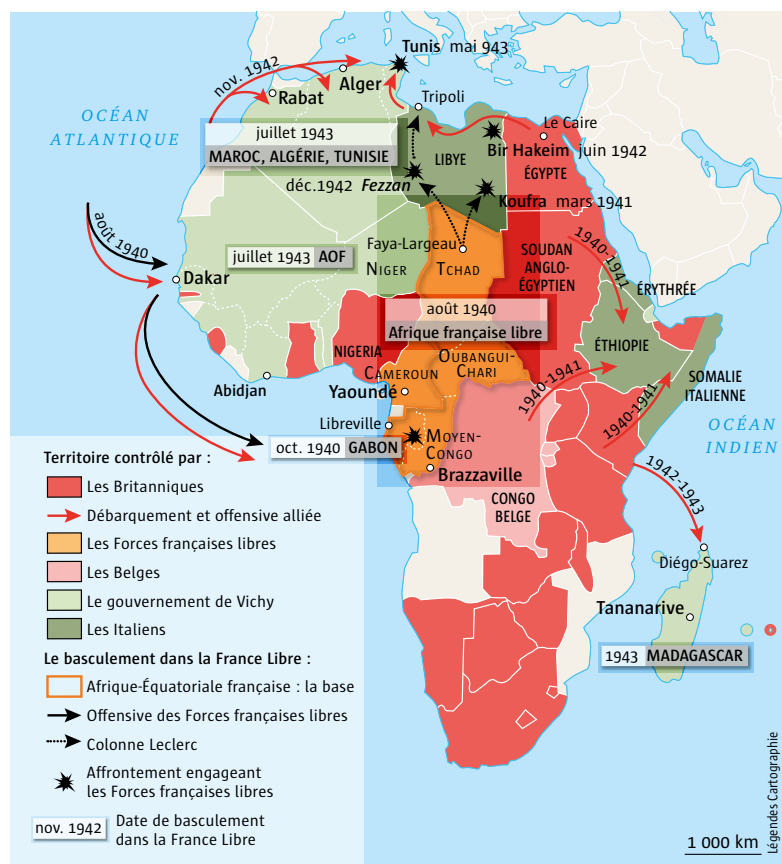 Tunis mai 943
nov. 1942
Alger
Rabat
Tripoli
OCÉAN
ATLANTIQUE
juillet 1943
MAROC, ALGÉRIE, TUNISIE
Le Caire
LIBYE
Bir Hakeim juin 1942
ÉGYPTE
déc.1942 Fezzan
Koufra mars 1941
août 1940
Faya-Largeau
juillet 1943 AOF
NIGER
TCHAD
SOUDAN
ANGLO-
ÉGYPTIEN
1940-1941
Dakar
ÉRYTHRÉE
août 1940
Afrique française libre
NIGERIA
ÉTHIOPIE
OUBANGUI-
CHARI
CAMEROUN
SOMALIE
ITALIENNE
Abidjan
Yaoundé
1940-1941
1940-1941
OCÉAN
INDIEN
Libreville
oct. 1940 GABON
MOYEN-
CONGO
Brazzaville
CONGO
BELGE
1942-1943
Diégo-Suarez
Tananarive
1943 MADAGASCAR
Territoire contrôlé par :
Les Britanniques
Débarquement et offensive alliée
Les Forces françaises libres
Les Belges
Le gouvernement de Vichy
Les Italiens
Le basculement dans la France Libre :
Afrique-Équatoriale française : la base
Offensive des Forces françaises libres
Colonne Leclerc
Affrontement engageant
les Forces françaises libres
nov. 1942 Date de basculement
dans la France Libre
1 000 km
Légendes Cartographie